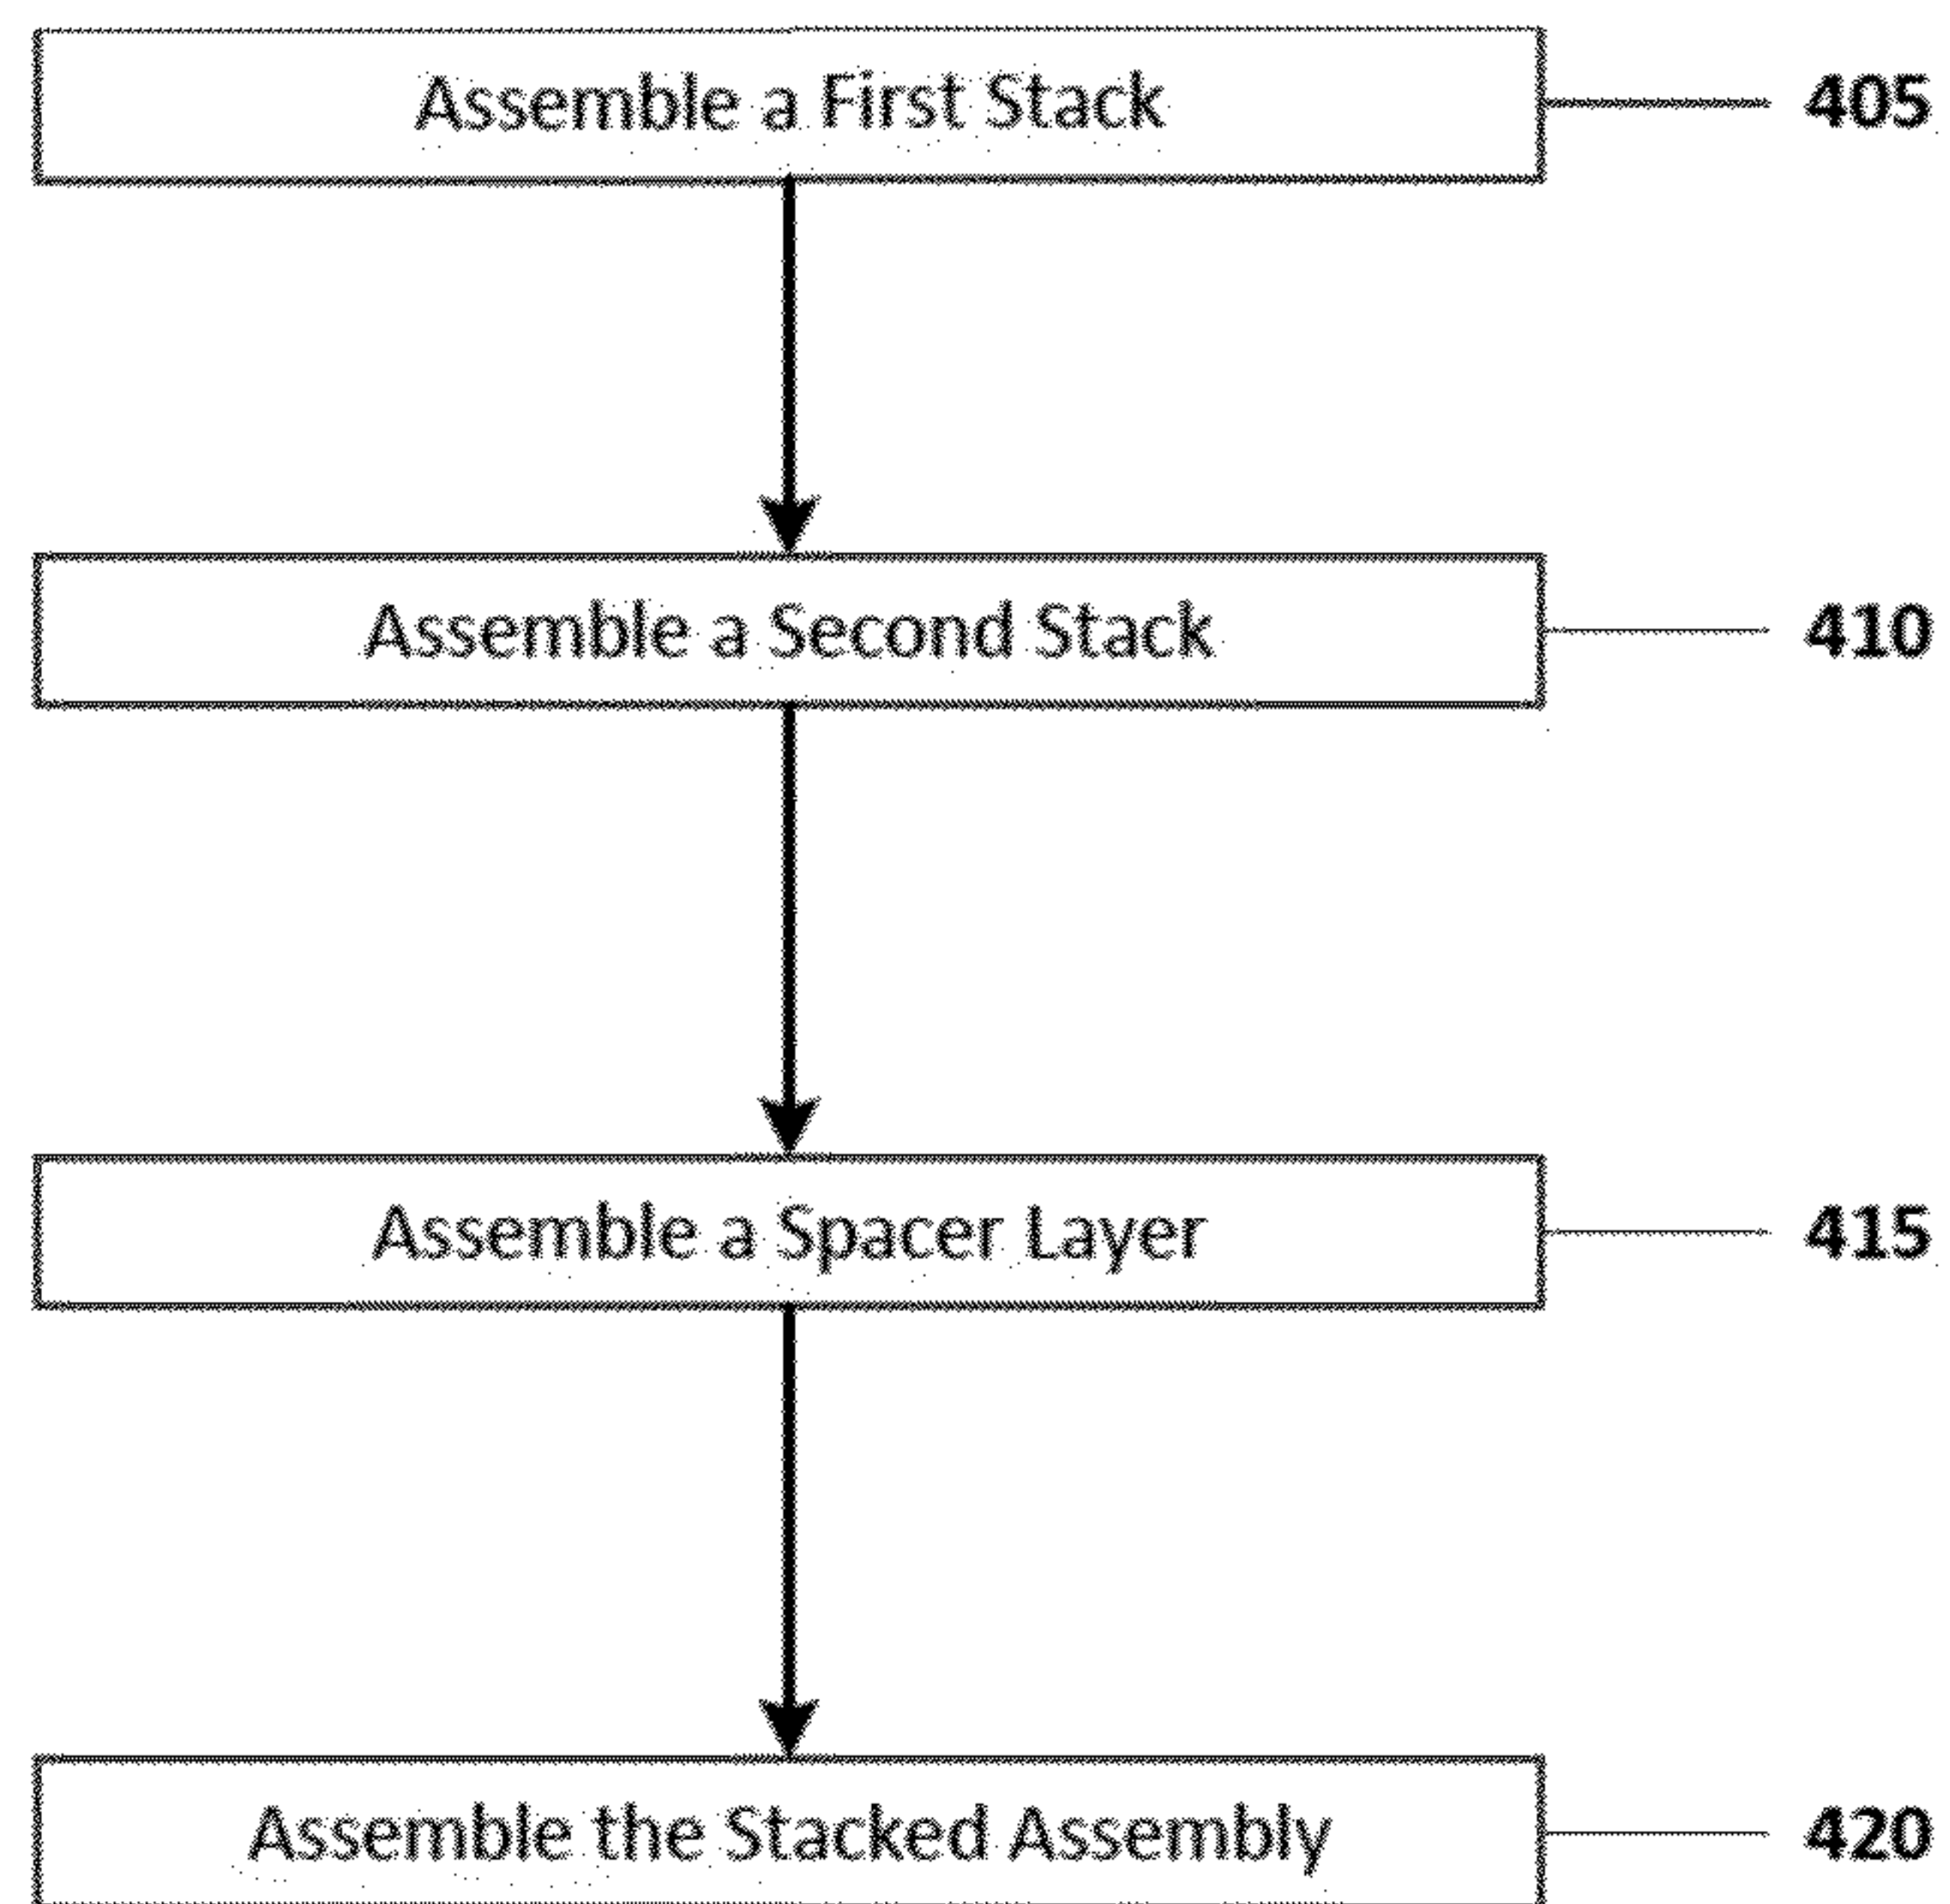 Assemble a First Stack 405
Assemble a Second Stack 410
Assemble a Spacer Layer 415
Assemble the Stacked Assembly 420